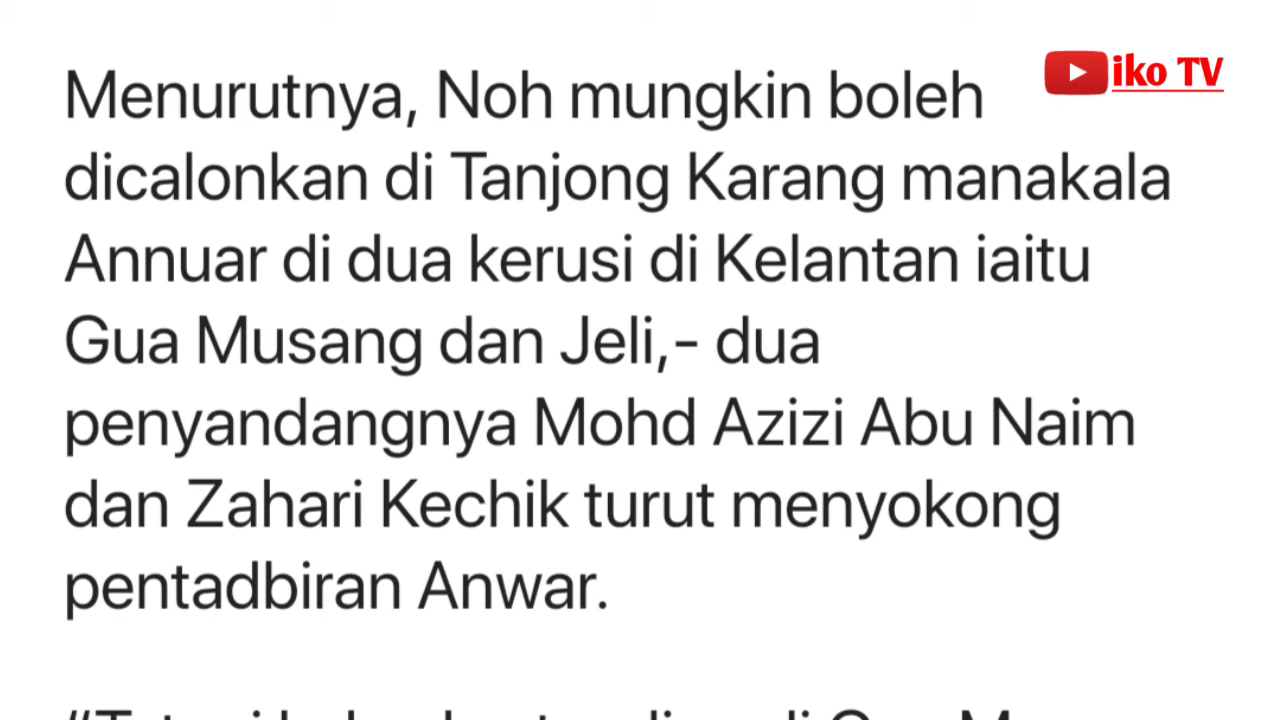 iko TV
Menurutnya, Noh mungkin boleh
dicalonkan di Tanjong Karang manakala
Annuar di dua kerusi di Kelantan iaitu
Gua Musang dan Jeli,- dua
penyandangnya Mohd Azizi Abu Naim
dan Zahari Kechik turut menyokong
pentadbiran Anwar.